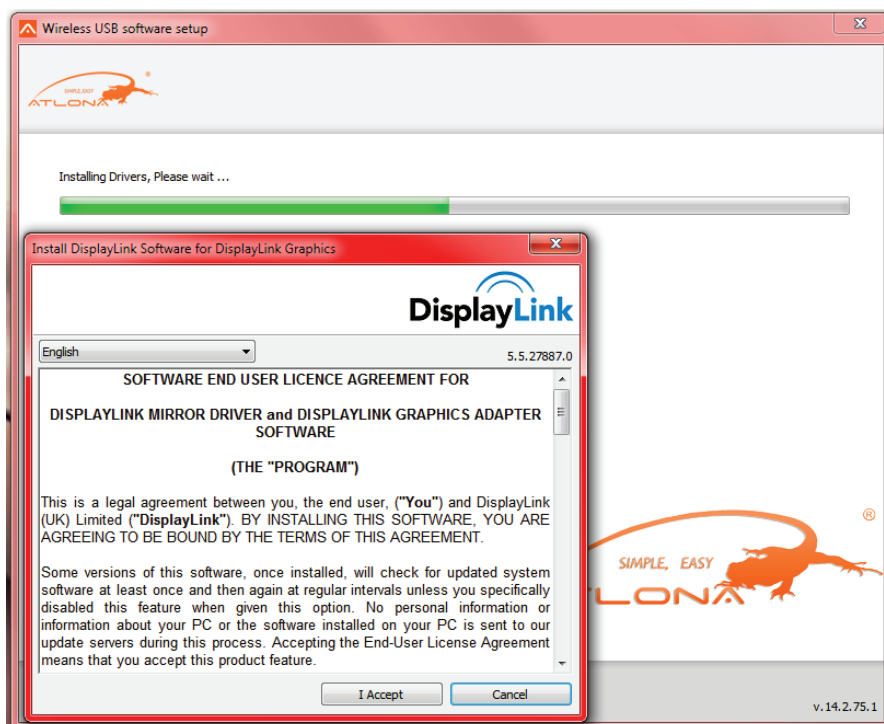 Wireless USB software setup
SIMPLE, EASY
ATLONA
®
Installing Drivers, Please wait ...
Install DisplayLink Software for DisplayLink Graphics
DisplayLink
English
5.5.27887.0
SOFTWARE END USER LICENCE AGREEMENT FOR
DISPLAYLINK MIRROR DRIVER and DISPLAYLINK GRAPHICS ADAPTER
SOFTWARE
(THE "PROGRAM")
This is a legal agreement between you, the end user, ("You") and DisplayLink
(UK) Limited ("DisplayLink"). BY INSTALLING THIS SOFTWARE, YOU ARE
AGREEING TO BE BOUND BY THE TERMS OF THIS AGREEMENT.
Some versions of this software, once installed, will check for updated system
software at least once and then again at regular intervals unless you specifically
disabled this feature when given this option. No personal information or
information about your PC or the software installed on your PC is sent to our
update servers during this process. Accepting the End-User License Agreement
means that you accept this product feature.
I Accept
Cancel
®
SIMPLE, EASY
LONA
v.14.2.75.1